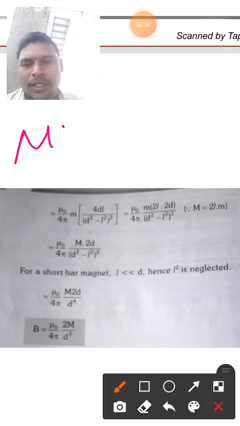 20:20
Scanned by Tap
M
= μ₀/4π m [4dl/(d² – l²)²] = μ₀/4π m(2l . 2d)/(d² – l²)² (∵ M = 2l.m)
= μ₀/4π M. 2d/(d² – l²)²
For a short bar magnet, l << d, hence l² is neglected.
= μ₀/4π M2d/d⁴
B = μ₀/4π 2M/d³